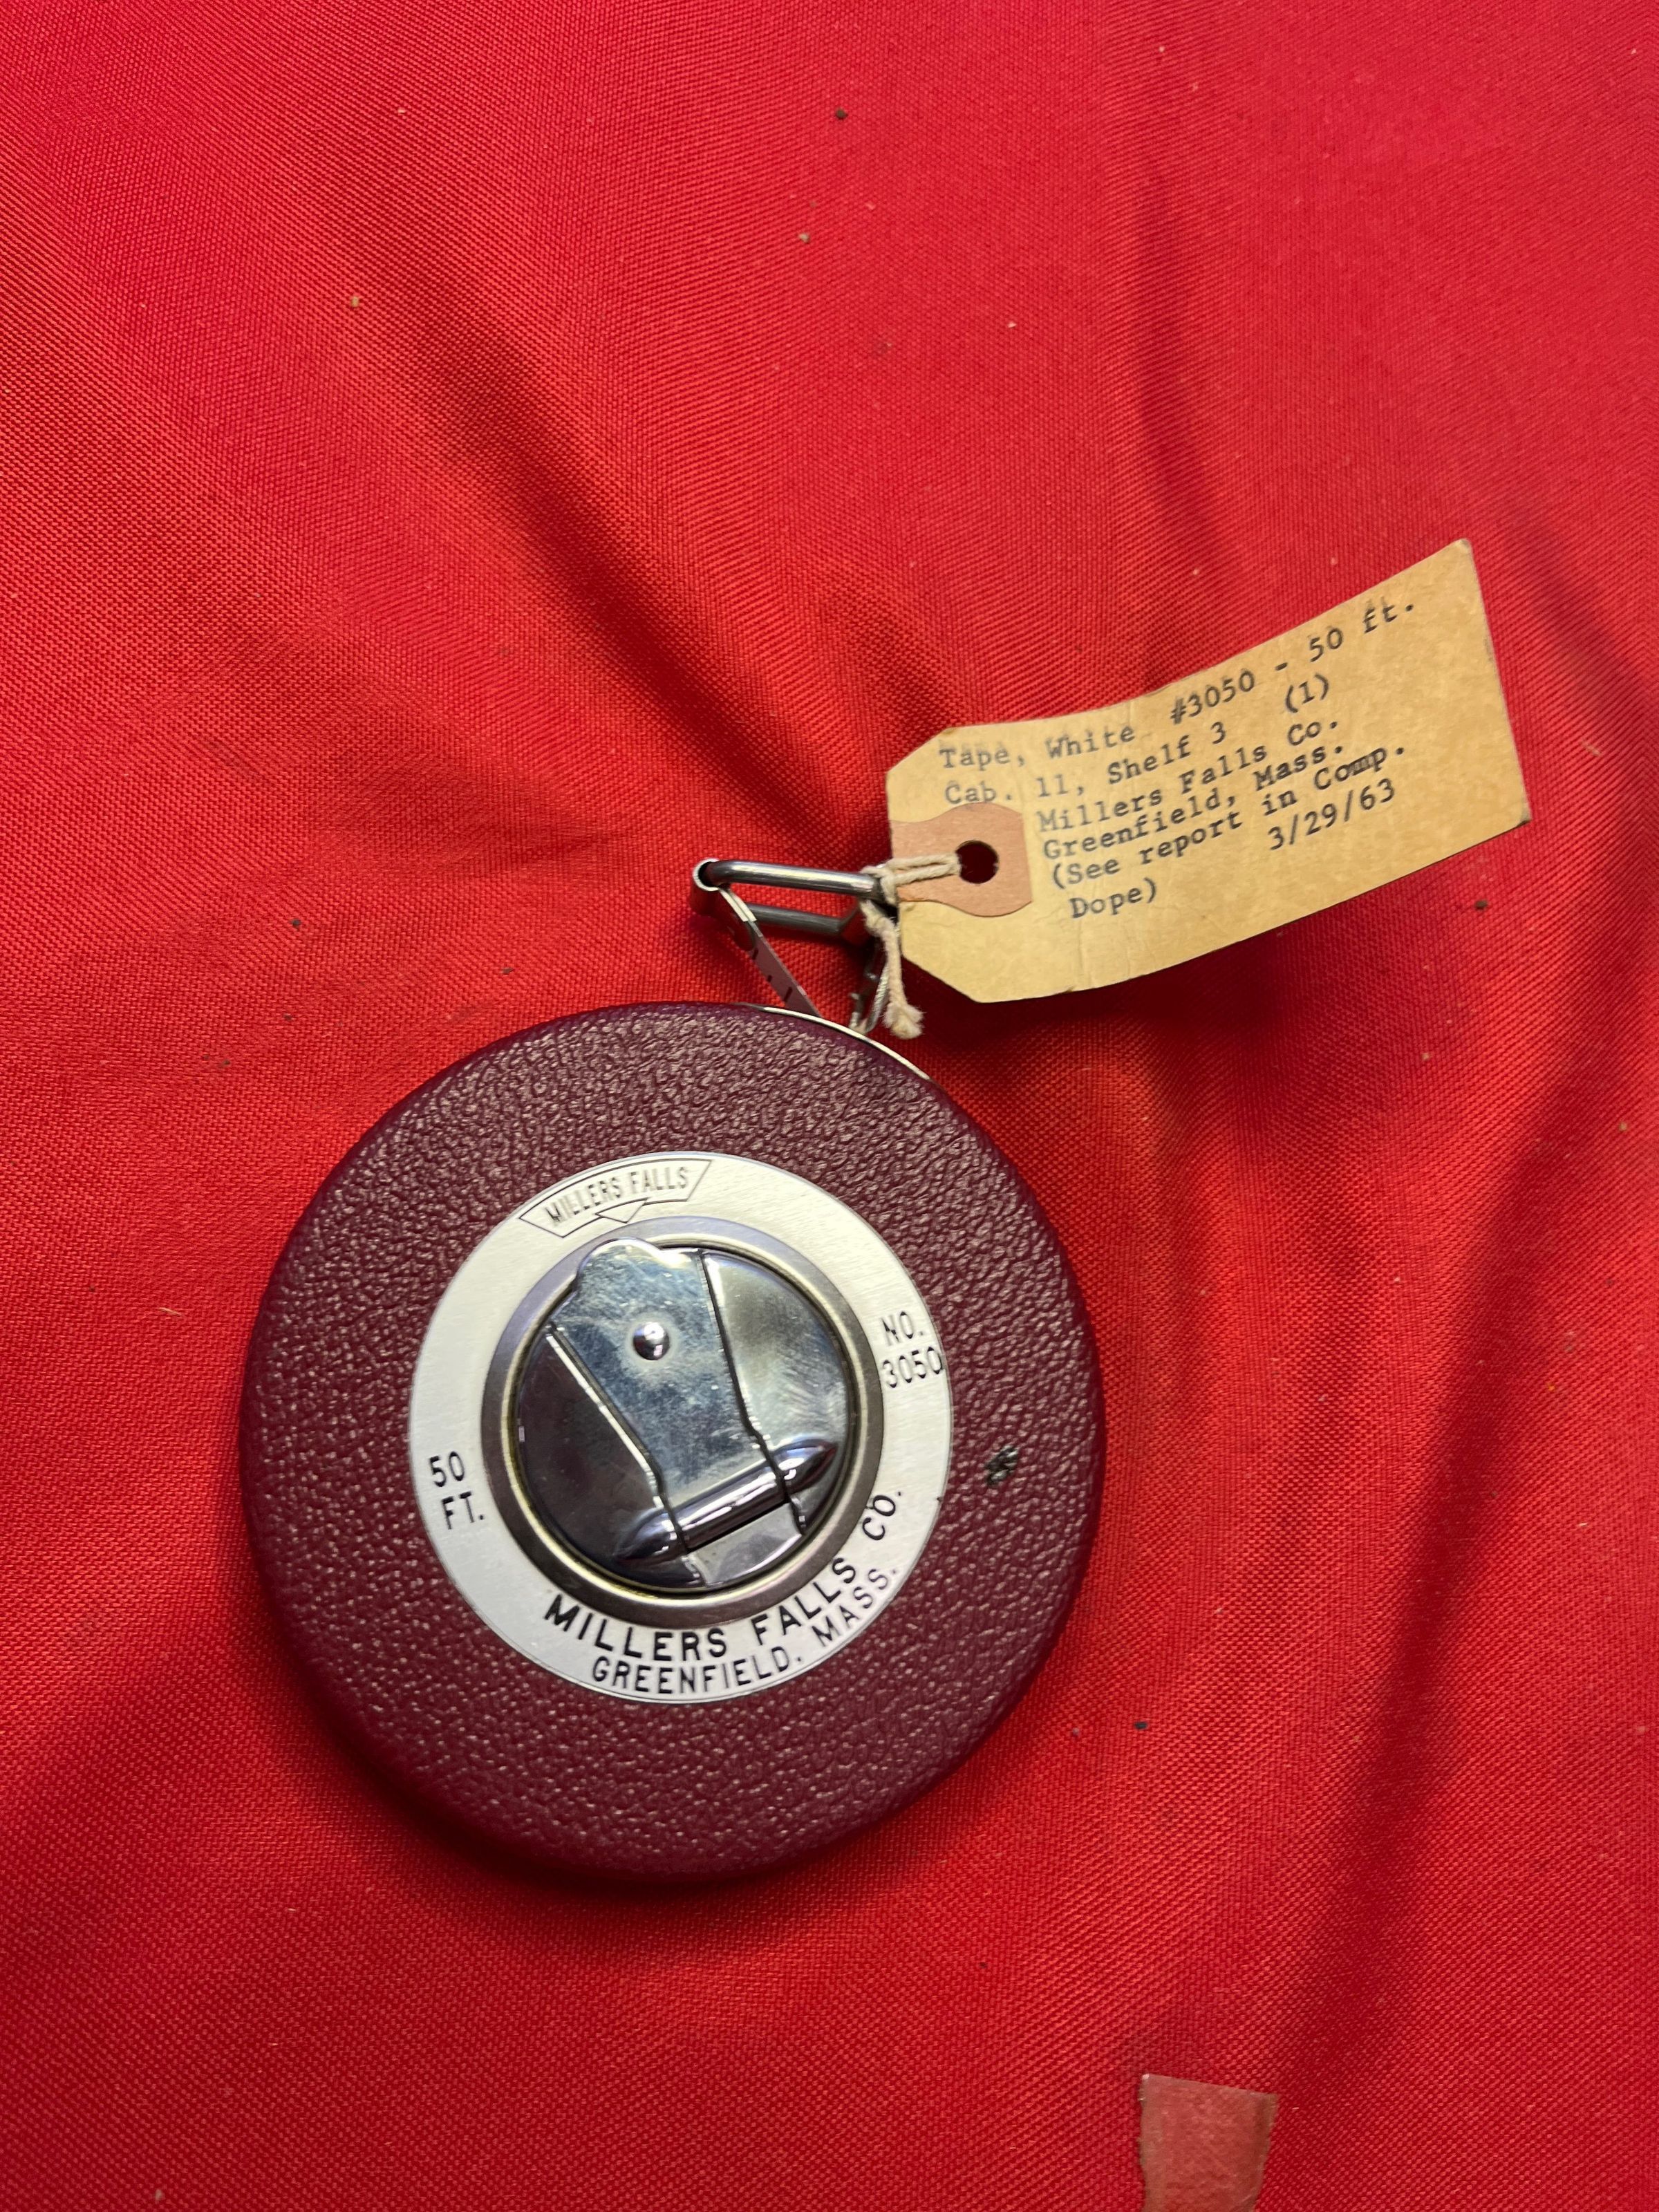 Tape, White #3050 - 50 ft.
Cab. 11, Shelf 3 (1)
Millers Falls Co.
Greenfield, Mass.
(See report in Comp.
3/29/63
Dope)
MILLERS FALLS
NO.
3050
50
FT.
MILLERS FALLS CO.
GREENFIELD, MASS.